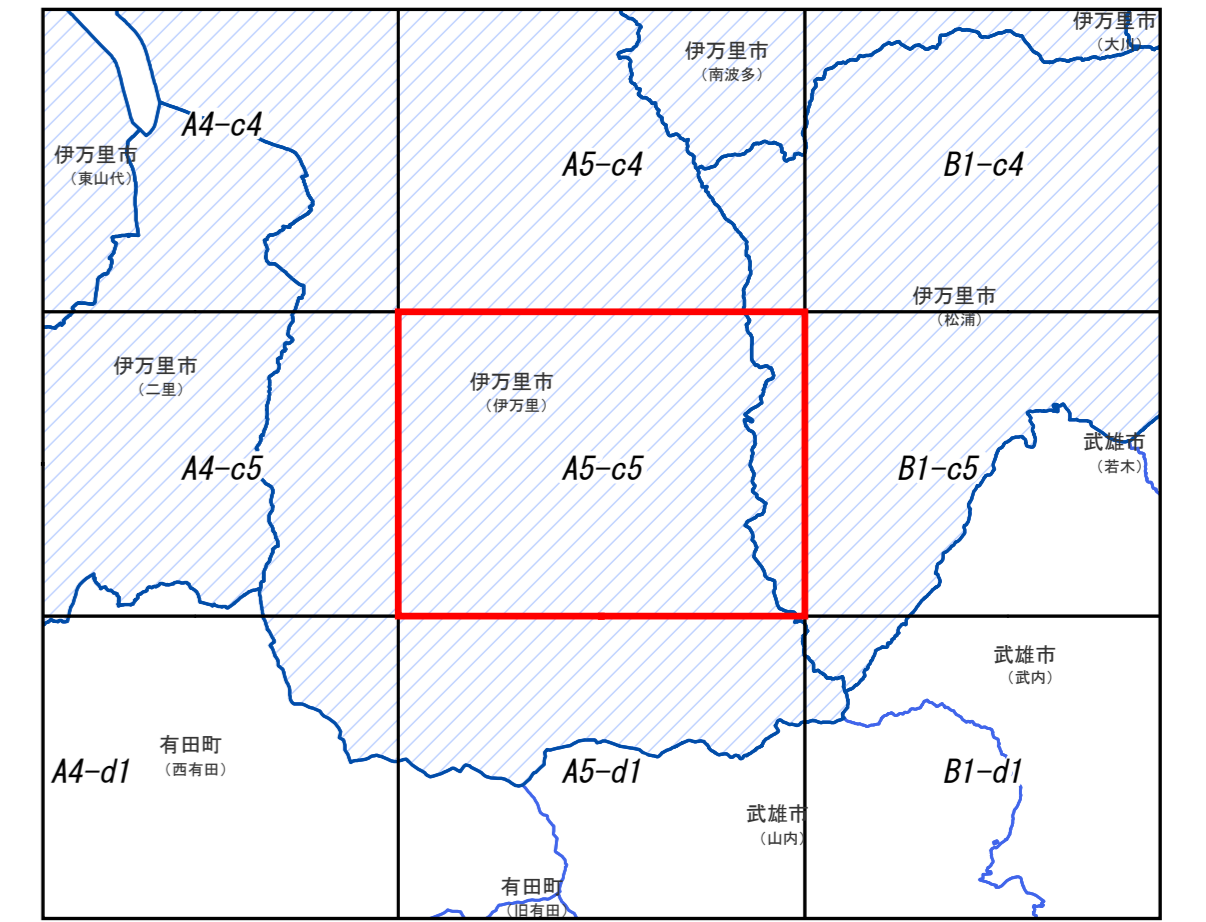 伊万里市
（大川）
伊万里市
（南波多）
A4-c4
伊万里市
（東山代）
A5-c4
B1-c4
伊万里市
（松浦）
伊万里市
（二里）
伊万里市
（伊万里）
A4-c5
A5-c5
B1-c5
武雄市
（若木）
武雄市
（武内）
A4-d1
有田町
（西有田）
A5-d1
B1-d1
武雄市
（山内）
有田町
（旧有田）